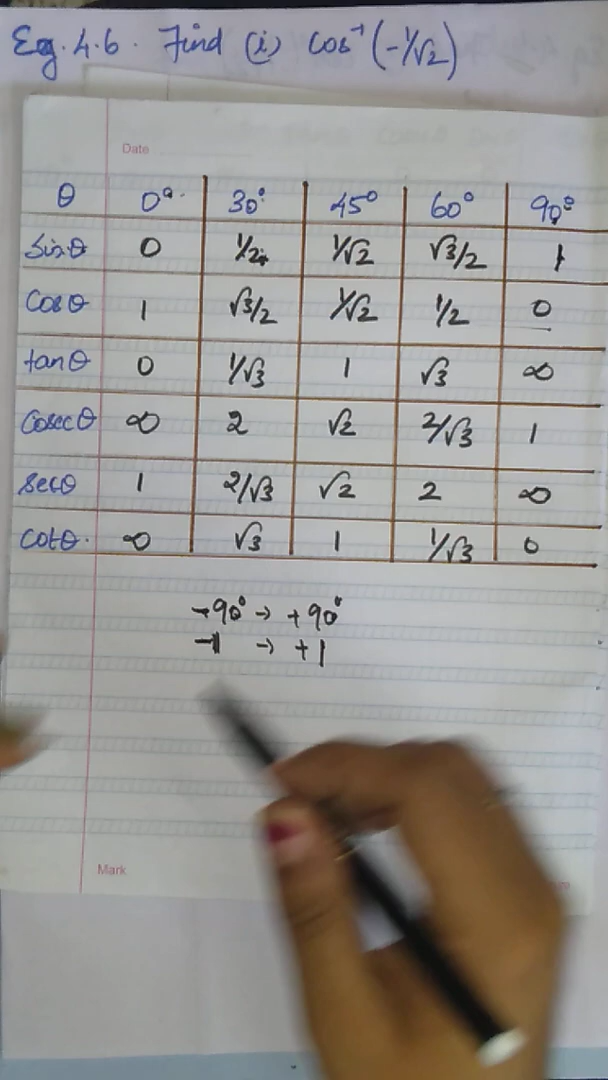 Eg. 4.6. Find (i) cos⁻¹(-1/√2)
Date
θ 0° 30° 45° 60° 90°
Sinθ 0 1/2 1/√2 √3/2 1
Cosθ 1 √3/2 1/√2 1/2 0
tanθ 0 1/√3 1 √3 ∞
Cosecθ ∞ 2 √2 2/√3 1
secθ 1 2/√3 √2 2 ∞
cotθ. ∞ √3 1 1/√3 0
-90° → +90°
-1 → +1
Mark